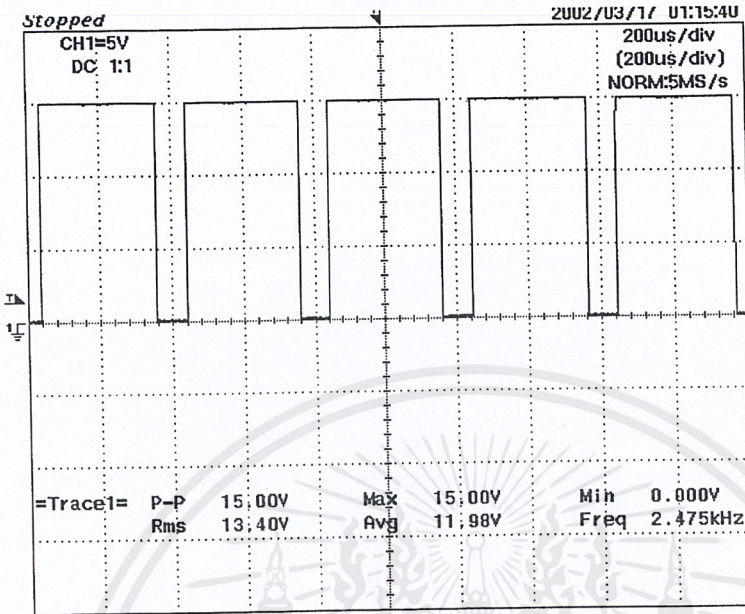 Stopped
2002/03/17 01:15:40
CH1=5V
200us/div
DC 1:1
(200us/div)
NORM:5MS/s
T
1
=Trace1= P-P 15.00V Max 15.00V Min 0.000V
Rms 13.40V Avg 11.98V Freq 2.475kHz